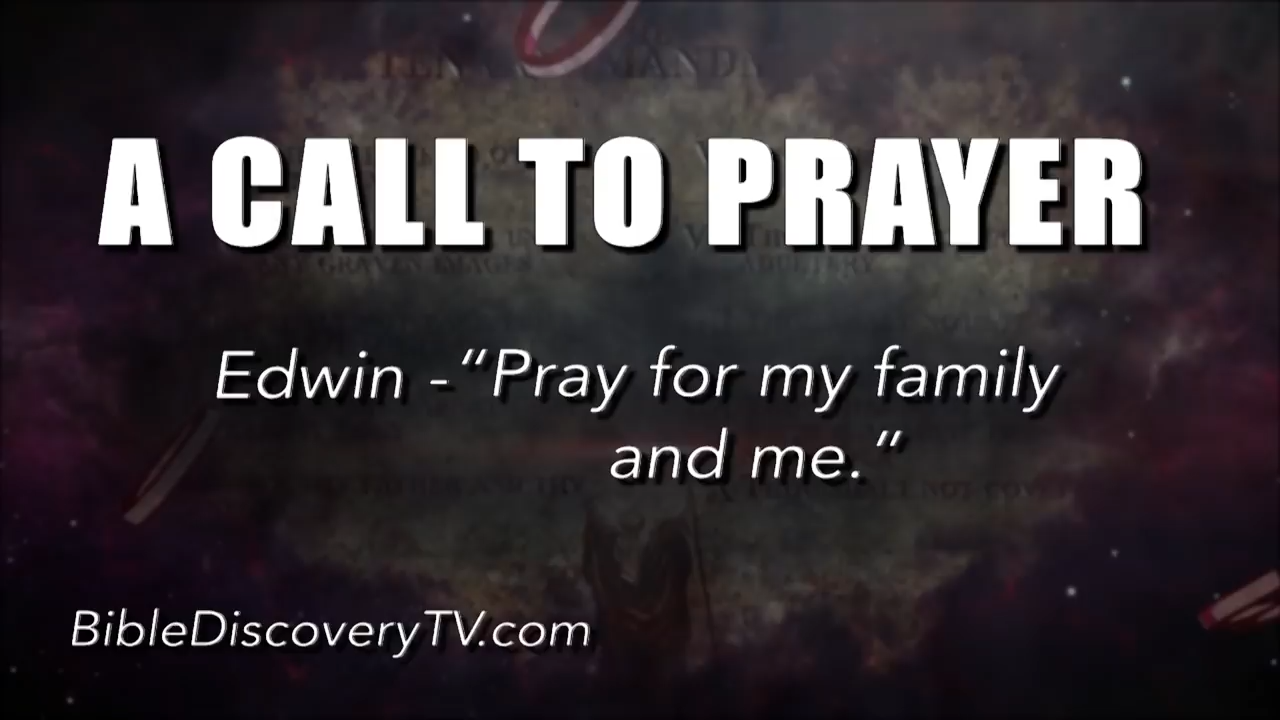 A CALL TO PRAYER
Edwin -“Pray for my family
and me.”
BibleDiscoveryTV.com